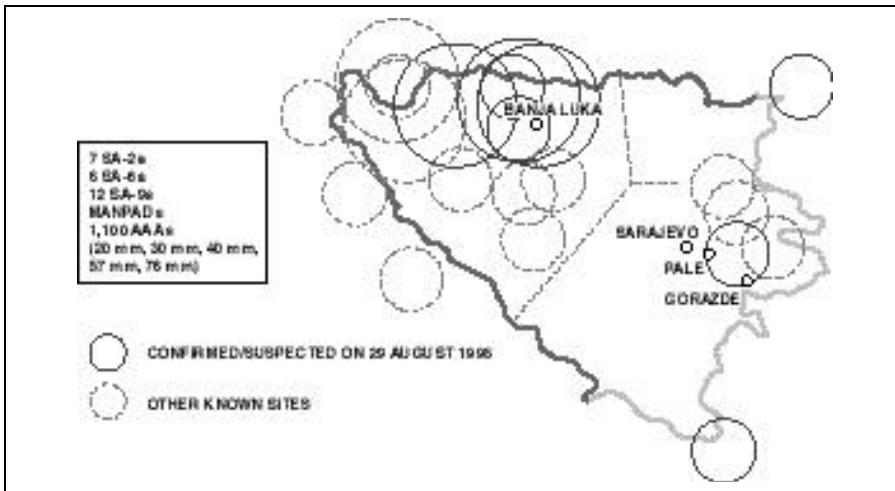 BANJA LUKA
7 SA-2s
6 SA-6s
12 SA-9s
MANPADs
1,100 AAAs
(20 mm, 30 mm, 40 mm,
57 mm, 76 mm)
SARAJEVO
PALE
GORAZDE
CONFIRMED/SUSPECTED ON 29 AUGUST 1995
OTHER KNOWN SITES